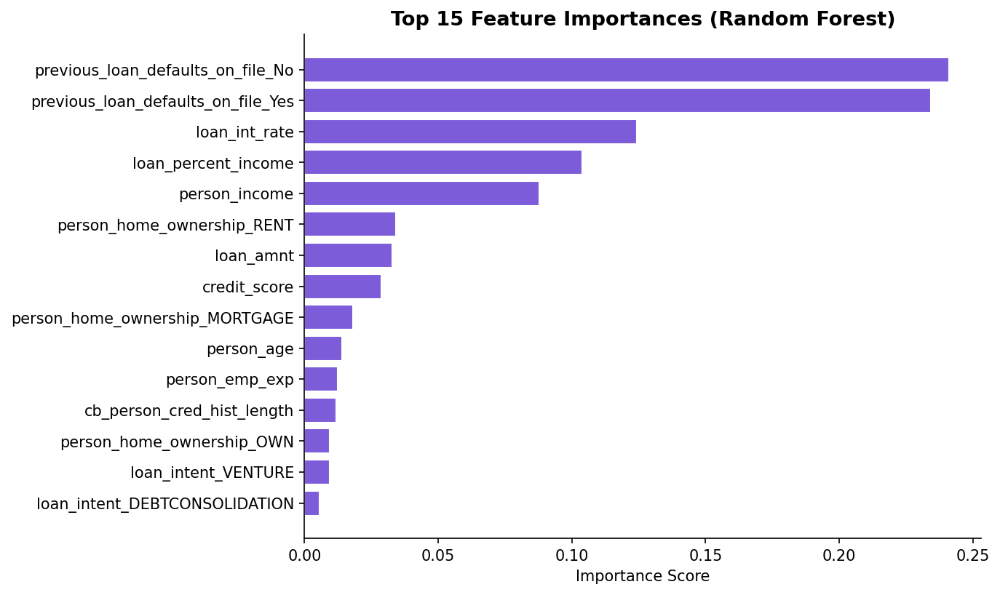 Top 15 Feature Importances (Random Forest)
previous_loan_defaults_on_file_No
previous_loan_defaults_on_file_Yes
loan_int_rate
loan_percent_income
person_income
person_home_ownership_RENT
loan_amnt
credit_score
person_home_ownership_MORTGAGE
person_age
person_emp_exp
cb_person_cred_hist_length
person_home_ownership_OWN
loan_intent_VENTURE
loan_intent_DEBTCONSOLIDATION
0.00 0.05 0.10 0.15 0.20 0.25
Importance Score